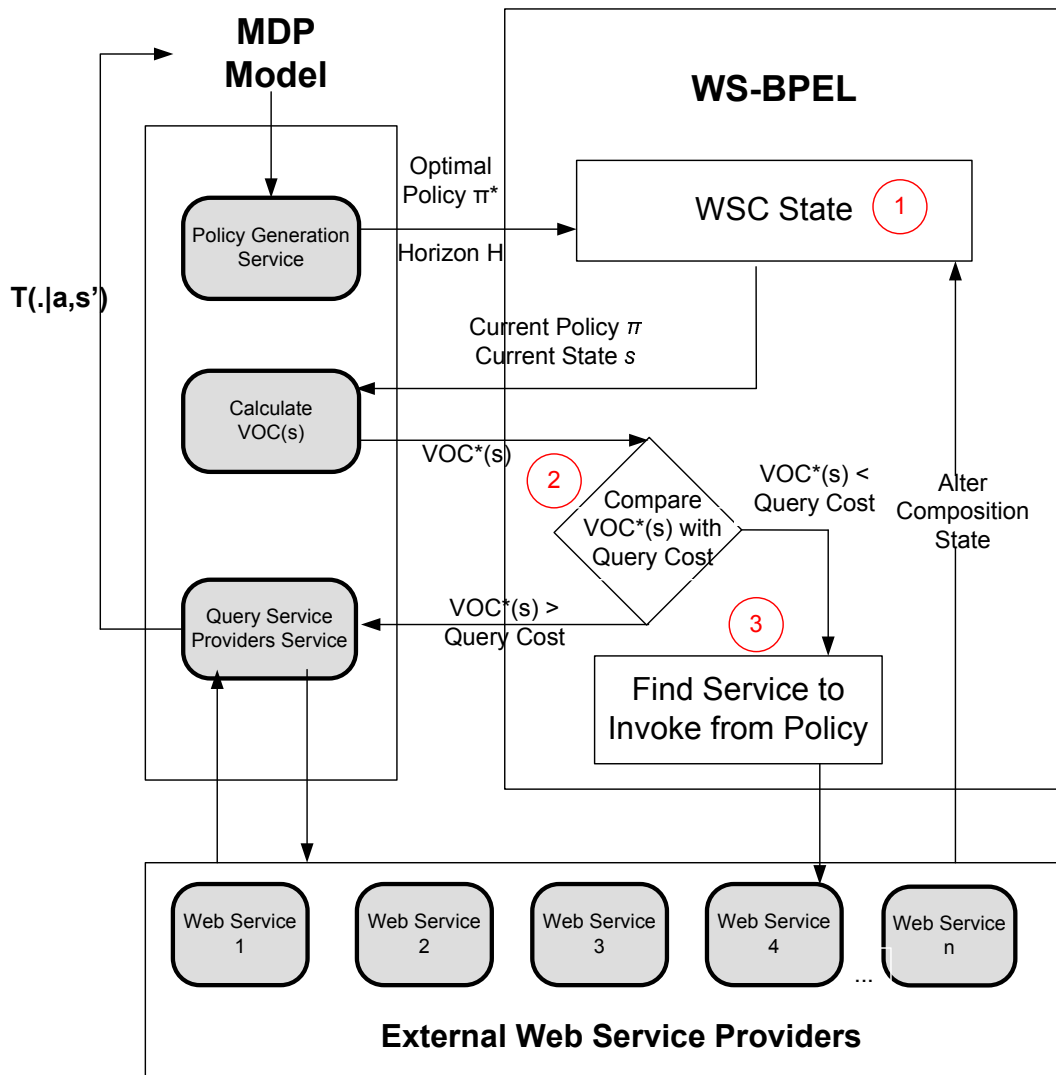 MDP
Model
WS-BPEL
Optimal
Policy π*
Horizon H
WSC State
1
Policy Generation
Service
T(.|a,s’)
Current Policy π
Current State s
Calculate
VOC(s)
VOC*(s)
2
Compare
VOC*(s) with
Query Cost
VOC*(s) <
Query Cost
Alter
Composition
State
Query Service
Providers Service
VOC*(s) >
Query Cost
3
Find Service to
Invoke from Policy
Web Service
1
Web Service
2
Web Service
3
Web Service
4
...
Web Service
n
External Web Service Providers